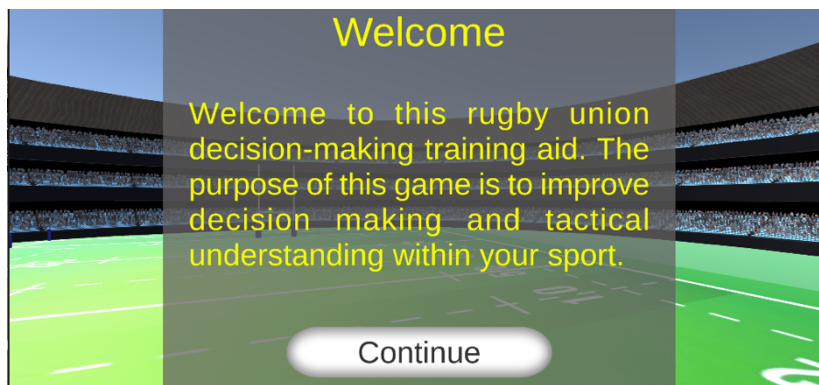 Welcome
Welcome to this rugby union
decision-making training aid. The
purpose of this game is to improve
decision making and tactical
understanding within your sport.
Continue
10